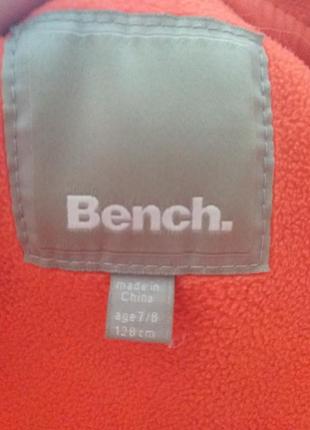 Bench.
made in
China
age 7/8
128 cm